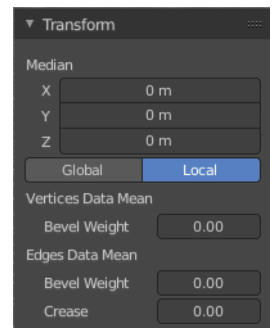 Transform
Median
X 0 m
Y 0 m
Z 0 m
Global Local
Vertices Data Mean
Bevel Weight 0.00
Edges Data Mean
Bevel Weight 0.00
Crease 0.00